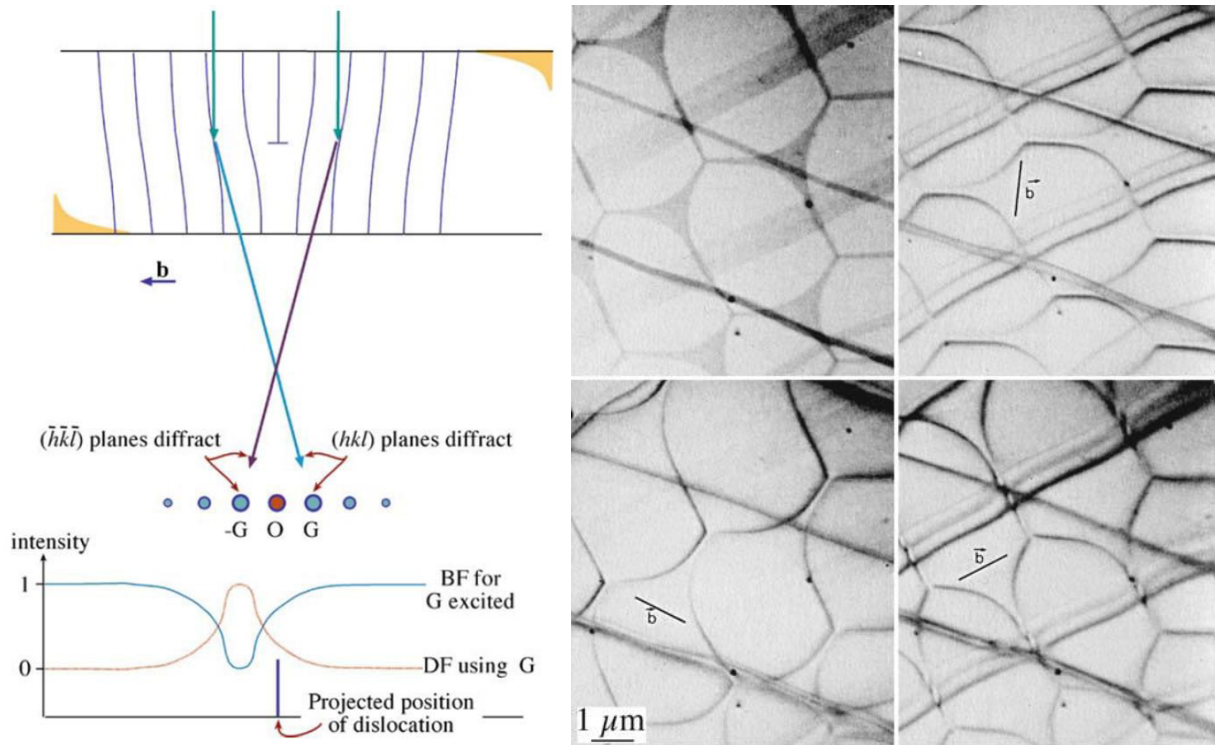 b
(h̄k̄l̄) planes diffract
(hkl) planes diffract
-G O G
intensity
1
BF for
G excited
0
DF using G
Projected position
of dislocation
b⃗
b⃗
b⃗
1 µm